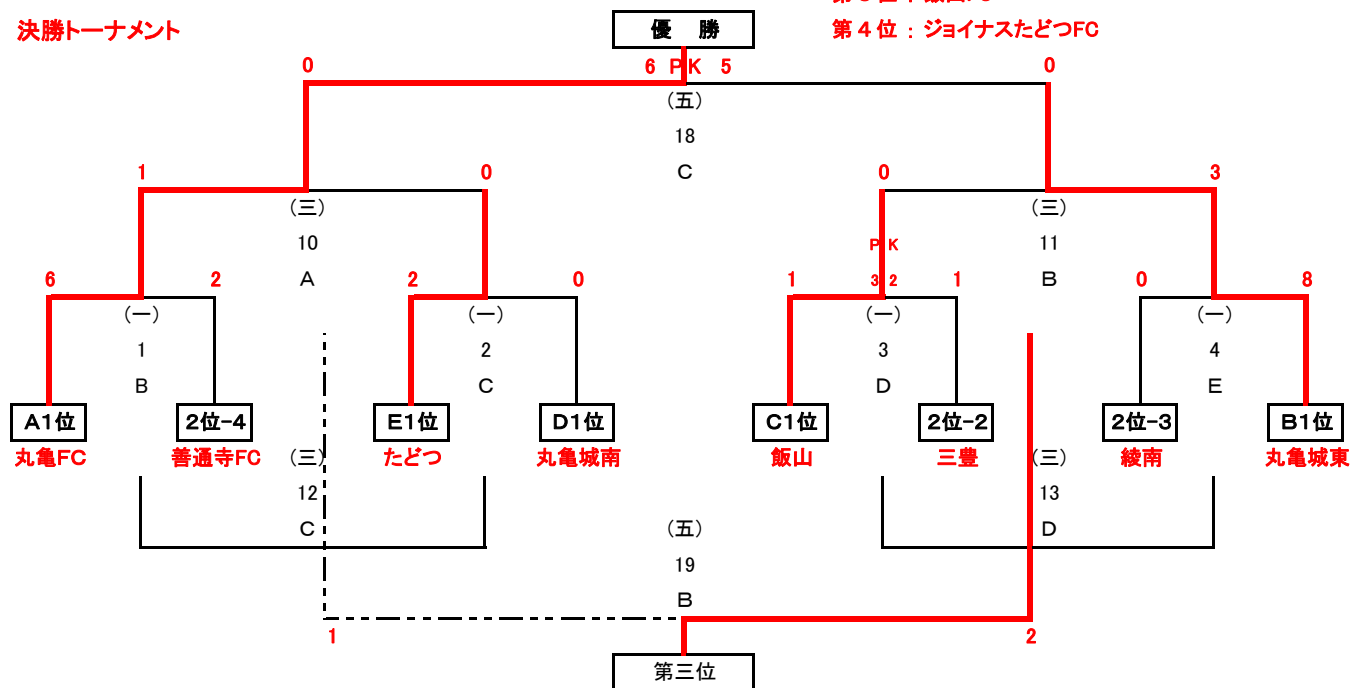 決勝トーナメント
優 勝
第4位：ジョイナスたどつFC
0
6 PK 5
0
(五)
18
C
1
0
0
3
(三)
10
A
PK
(三)
11
B
6
2
2
0
1
3 2
1
0
8
(一)
1
B
(一)
2
C
(一)
3
D
(一)
4
E
A1位
2位-4
E1位
D1位
C1位
2位-2
2位-3
B1位
丸亀FC
善通寺FC
たどつ
丸亀城南
飯山
三豊
綾南
丸亀城東
(三)
12
C
(三)
13
D
(五)
19
B
1
2
第三位